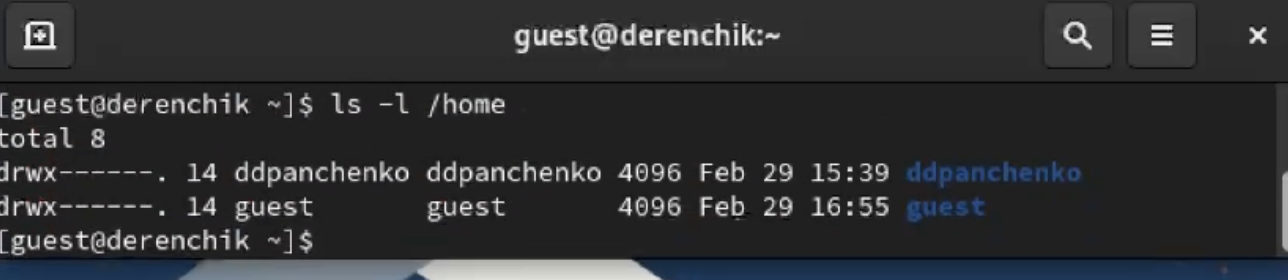 guest@derenchik:~
[guest@derenchik ~]$ ls -l /home
total 8
drwx------. 14 ddpanchenko ddpanchenko 4096 Feb 29 15:39 ddpanchenko
drwx------. 14 guest       guest       4096 Feb 29 16:55 guest
[guest@derenchik ~]$